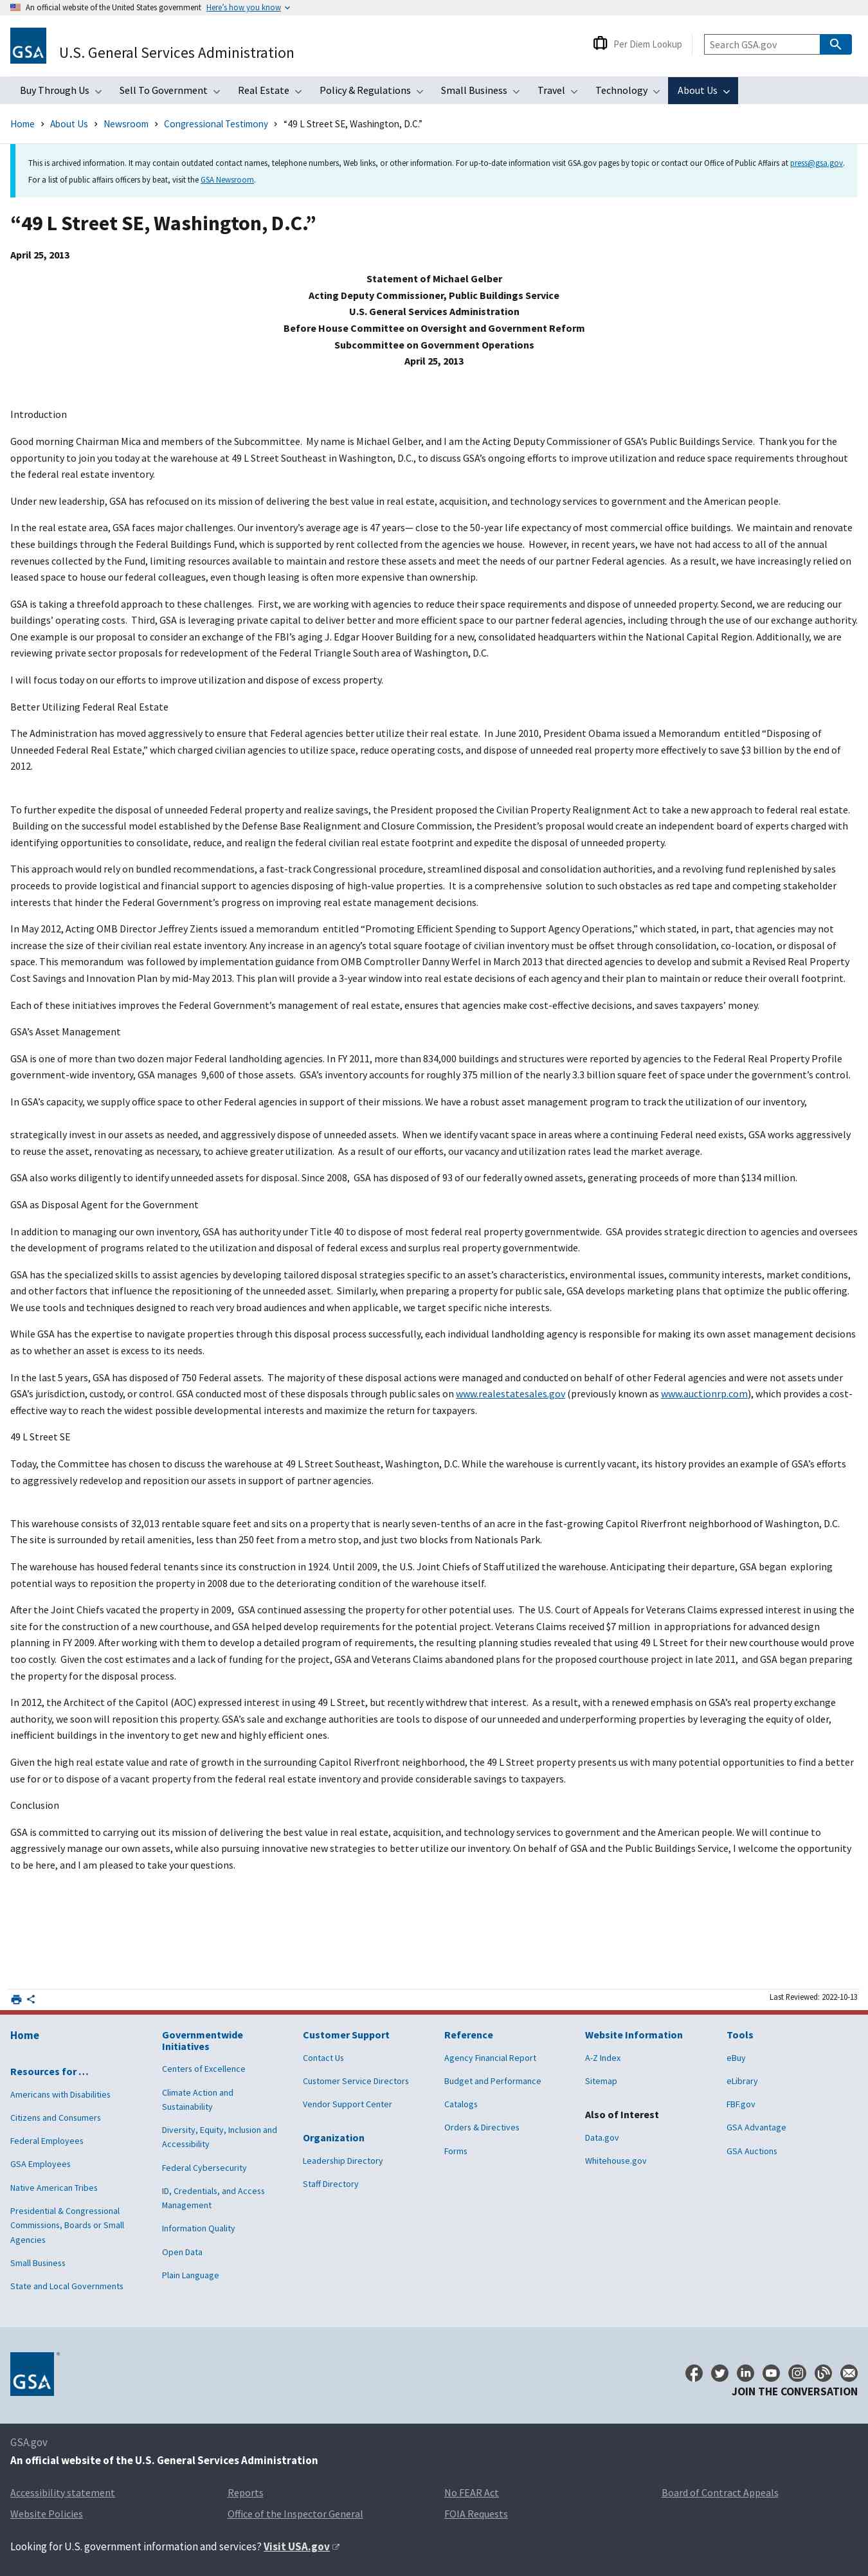 An official website of the United States government Here's how you know
GSA U.S. General Services Administration
Per Diem Lookup
Search GSA.gov
Buy Through Us Sell To Government Real Estate Policy & Regulations Small Business Travel Technology About Us
Home › About Us › Newsroom › Congressional Testimony › “49 L Street SE, Washington, D.C.”
This is archived information. It may contain outdated contact names, telephone numbers, Web links, or other information. For up-to-date information visit GSA.gov pages by topic or contact our Office of Public Affairs at press@gsa.gov.
For a list of public affairs officers by beat, visit the GSA Newsroom.
“49 L Street SE, Washington, D.C.”
April 25, 2013
Statement of Michael Gelber
Acting Deputy Commissioner, Public Buildings Service
U.S. General Services Administration
Before House Committee on Oversight and Government Reform
Subcommittee on Government Operations
April 25, 2013
Introduction
Good morning Chairman Mica and members of the Subcommittee.  My name is Michael Gelber, and I am the Acting Deputy Commissioner of GSA’s Public Buildings Service.  Thank you for the
opportunity to join you today at the warehouse at 49 L Street Southeast in Washington, D.C., to discuss GSA’s ongoing efforts to improve utilization and reduce space requirements throughout
the federal real estate inventory.
Under new leadership, GSA has refocused on its mission of delivering the best value in real estate, acquisition, and technology services to government and the American people.
In the real estate area, GSA faces major challenges. Our inventory’s average age is 47 years— close to the 50-year life expectancy of most commercial office buildings.  We maintain and renovate
these buildings through the Federal Buildings Fund, which is supported by rent collected from the agencies we house.  However, in recent years, we have not had access to all of the annual
revenues collected by the Fund, limiting resources available to maintain and restore these assets and meet the needs of our partner Federal agencies.  As a result, we have increasingly relied on
leased space to house our federal colleagues, even though leasing is often more expensive than ownership.
GSA is taking a threefold approach to these challenges.  First, we are working with agencies to reduce their space requirements and dispose of unneeded property. Second, we are reducing our
buildings’ operating costs.  Third, GSA is leveraging private capital to deliver better and more efficient space to our partner federal agencies, including through the use of our exchange authority.
One example is our proposal to consider an exchange of the FBI’s aging J. Edgar Hoover Building for a new, consolidated headquarters within the National Capital Region. Additionally, we are
reviewing private sector proposals for redevelopment of the Federal Triangle South area of Washington, D.C.
I will focus today on our efforts to improve utilization and dispose of excess property.
Better Utilizing Federal Real Estate
The Administration has moved aggressively to ensure that Federal agencies better utilize their real estate.  In June 2010, President Obama issued a Memorandum  entitled “Disposing of
Unneeded Federal Real Estate,” which charged civilian agencies to utilize space, reduce operating costs, and dispose of unneeded real property more effectively to save $3 billion by the end of
2012.
To further expedite the disposal of unneeded Federal property and realize savings, the President proposed the Civilian Property Realignment Act to take a new approach to federal real estate.
Building on the successful model established by the Defense Base Realignment and Closure Commission, the President’s proposal would create an independent board of experts charged with
identifying opportunities to consolidate, reduce, and realign the federal civilian real estate footprint and expedite the disposal of unneeded property.
This approach would rely on bundled recommendations, a fast-track Congressional procedure, streamlined disposal and consolidation authorities, and a revolving fund replenished by sales
proceeds to provide logistical and financial support to agencies disposing of high-value properties.  It is a comprehensive  solution to such obstacles as red tape and competing stakeholder
interests that hinder the Federal Government’s progress on improving real estate management decisions.
In May 2012, Acting OMB Director Jeffrey Zients issued a memorandum  entitled “Promoting Efficient Spending to Support Agency Operations,” which stated, in part, that agencies may not
increase the size of their civilian real estate inventory. Any increase in an agency’s total square footage of civilian inventory must be offset through consolidation, co-location, or disposal of
space. This memorandum  was followed by implementation guidance from OMB Comptroller Danny Werfel in March 2013 that directed agencies to develop and submit a Revised Real Property
Cost Savings and Innovation Plan by mid-May 2013. This plan will provide a 3-year window into real estate decisions of each agency and their plan to maintain or reduce their overall footprint.
Each of these initiatives improves the Federal Government’s management of real estate, ensures that agencies make cost-effective decisions, and saves taxpayers’ money.
GSA’s Asset Management
GSA is one of more than two dozen major Federal landholding agencies. In FY 2011, more than 834,000 buildings and structures were reported by agencies to the Federal Real Property Profile
government-wide inventory, GSA manages  9,600 of those assets.  GSA’s inventory accounts for roughly 375 million of the nearly 3.3 billion square feet of space under the government’s control.
In GSA’s capacity, we supply office space to other Federal agencies in support of their missions. We have a robust asset management program to track the utilization of our inventory,
strategically invest in our assets as needed, and aggressively dispose of unneeded assets.  When we identify vacant space in areas where a continuing Federal need exists, GSA works aggressively
to reuse the asset, renovating as necessary, to achieve greater utilization.  As a result of our efforts, our vacancy and utilization rates lead the market average.
GSA also works diligently to identify unneeded assets for disposal. Since 2008,  GSA has disposed of 93 of our federally owned assets, generating proceeds of more than $134 million.
GSA as Disposal Agent for the Government
In addition to managing our own inventory, GSA has authority under Title 40 to dispose of most federal real property governmentwide.  GSA provides strategic direction to agencies and oversees
the development of programs related to the utilization and disposal of federal excess and surplus real property governmentwide.
GSA has the specialized skills to assist agencies by developing tailored disposal strategies specific to an asset’s characteristics, environmental issues, community interests, market conditions,
and other factors that influence the repositioning of the unneeded asset.  Similarly, when preparing a property for public sale, GSA develops marketing plans that optimize the public offering.
We use tools and techniques designed to reach very broad audiences and when applicable, we target specific niche interests.
While GSA has the expertise to navigate properties through this disposal process successfully, each individual landholding agency is responsible for making its own asset management decisions
as to whether an asset is excess to its needs.
In the last 5 years, GSA has disposed of 750 Federal assets.  The majority of these disposal actions were managed and conducted on behalf of other Federal agencies and were not assets under
GSA’s jurisdiction, custody, or control. GSA conducted most of these disposals through public sales on www.realestatesales.gov (previously known as www.auctionrp.com), which provides a cost-
effective way to reach the widest possible developmental interests and maximize the return for taxpayers.
49 L Street SE
Today, the Committee has chosen to discuss the warehouse at 49 L Street Southeast, Washington, D.C. While the warehouse is currently vacant, its history provides an example of GSA’s efforts
to aggressively redevelop and reposition our assets in support of partner agencies.
This warehouse consists of 32,013 rentable square feet and sits on a property that is nearly seven-tenths of an acre in the fast-growing Capitol Riverfront neighborhood of Washington, D.C.
The site is surrounded by retail amenities, less than 250 feet from a metro stop, and just two blocks from Nationals Park.
The warehouse has housed federal tenants since its construction in 1924. Until 2009, the U.S. Joint Chiefs of Staff utilized the warehouse. Anticipating their departure, GSA began  exploring
potential ways to reposition the property in 2008 due to the deteriorating condition of the warehouse itself.
After the Joint Chiefs vacated the property in 2009,  GSA continued assessing the property for other potential uses.  The U.S. Court of Appeals for Veterans Claims expressed interest in using the
site for the construction of a new courthouse, and GSA helped develop requirements for the potential project. Veterans Claims received $7 million  in appropriations for advanced design
planning in FY 2009. After working with them to develop a detailed program of requirements, the resulting planning studies revealed that using 49 L Street for their new courthouse would prove
too costly.  Given the cost estimates and a lack of funding for the project, GSA and Veterans Claims abandoned plans for the proposed courthouse project in late 2011,  and GSA began preparing
the property for the disposal process.
In 2012, the Architect of the Capitol (AOC) expressed interest in using 49 L Street, but recently withdrew that interest.  As a result, with a renewed emphasis on GSA’s real property exchange
authority, we soon will reposition this property. GSA’s sale and exchange authorities are tools to dispose of our unneeded and underperforming properties by leveraging the equity of older,
inefficient buildings in the inventory to get new and highly efficient ones.
Given the high real estate value and rate of growth in the surrounding Capitol Riverfront neighborhood, the 49 L Street property presents us with many potential opportunities to find a better
use for or to dispose of a vacant property from the federal real estate inventory and provide considerable savings to taxpayers.
Conclusion
GSA is committed to carrying out its mission of delivering the best value in real estate, acquisition, and technology services to government and the American people. We will continue to
aggressively manage our own assets, while also pursuing innovative new strategies to better utilize our inventory. On behalf of GSA and the Public Buildings Service, I welcome the opportunity
to be here, and I am pleased to take your questions.
Last Reviewed: 2022-10-13
Home
Resources for …
Americans with Disabilities
Citizens and Consumers
Federal Employees
GSA Employees
Native American Tribes
Presidential & Congressional
Commissions, Boards or Small
Agencies
Small Business
State and Local Governments
Governmentwide
Initiatives
Centers of Excellence
Climate Action and
Sustainability
Diversity, Equity, Inclusion and
Accessibility
Federal Cybersecurity
ID, Credentials, and Access
Management
Information Quality
Open Data
Plain Language
Customer Support
Contact Us
Customer Service Directors
Vendor Support Center
Organization
Leadership Directory
Staff Directory
Reference
Agency Financial Report
Budget and Performance
Catalogs
Orders & Directives
Forms
Website Information
A-Z Index
Sitemap
Also of Interest
Data.gov
Whitehouse.gov
Tools
eBuy
eLibrary
FBF.gov
GSA Advantage
GSA Auctions
GSA ®
JOIN THE CONVERSATION
GSA.gov
An official website of the U.S. General Services Administration
Accessibility statement Reports No FEAR Act Board of Contract Appeals
Website Policies Office of the Inspector General FOIA Requests
Looking for U.S. government information and services? Visit USA.gov